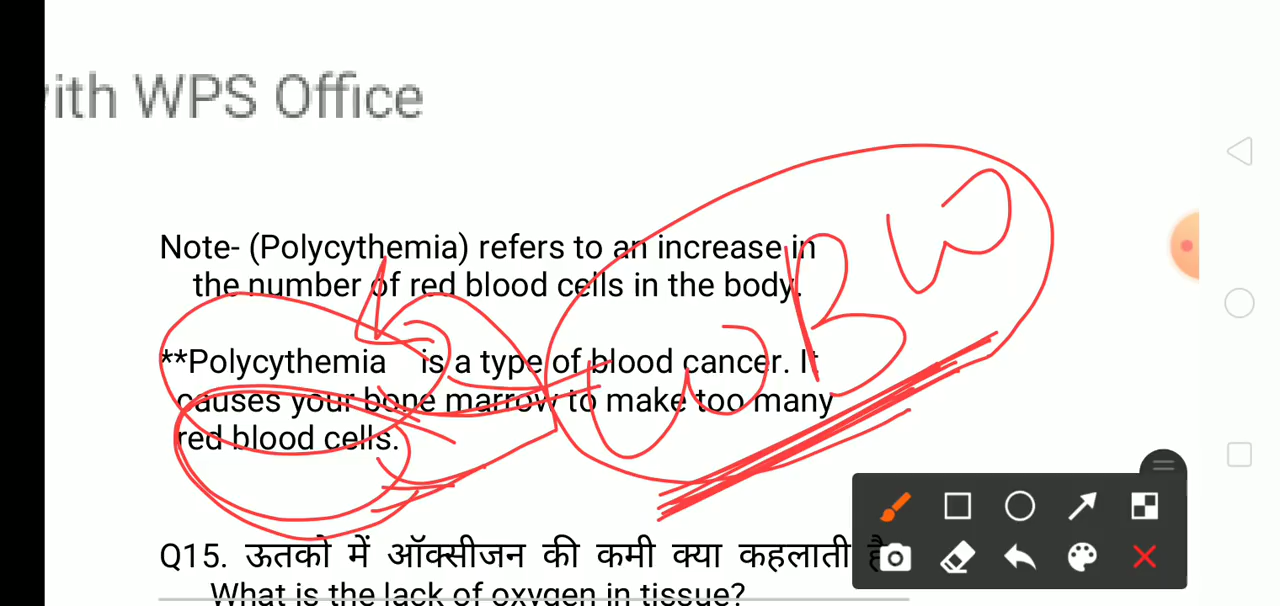 ith WPS Office
Note- (Polycythemia) refers to an increase in
the number of red blood cells in the body.
**Polycythemia is a type of blood cancer. It
causes your bone marrow to make too many
red blood cells.
Q15. ऊतको में ऑक्सीजन की कमी क्या कहलाती है
What is the lack of oxygen in tissue?